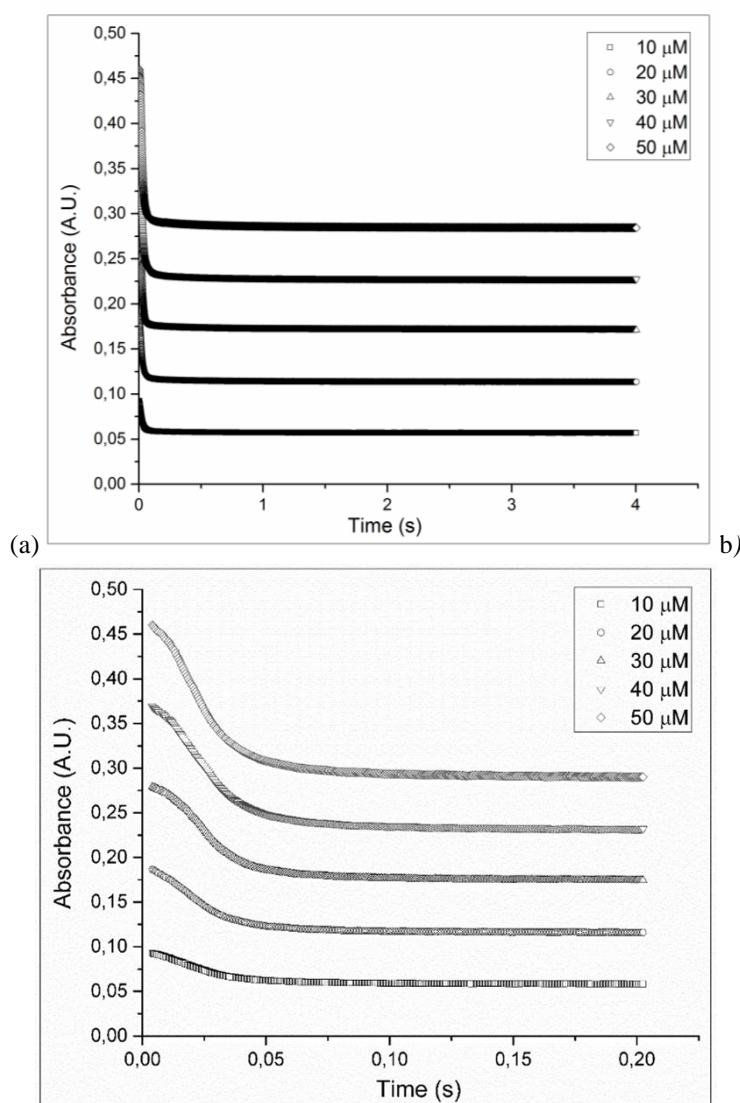 0,50
0,45
0,40
0,35
0,30
0,25
0,20
0,15
0,10
0,05
0,00
Absorbance (A.U.)
0 1 2 3 4
Time (s)
10 μM
20 μM
30 μM
40 μM
50 μM
(a)
b)
0,50
0,45
0,40
0,35
0,30
0,25
0,20
0,15
0,10
0,05
0,00
Absorbance (A.U.)
0,00 0,05 0,10 0,15 0,20
Time (s)
10 μM
20 μM
30 μM
40 μM
50 μM